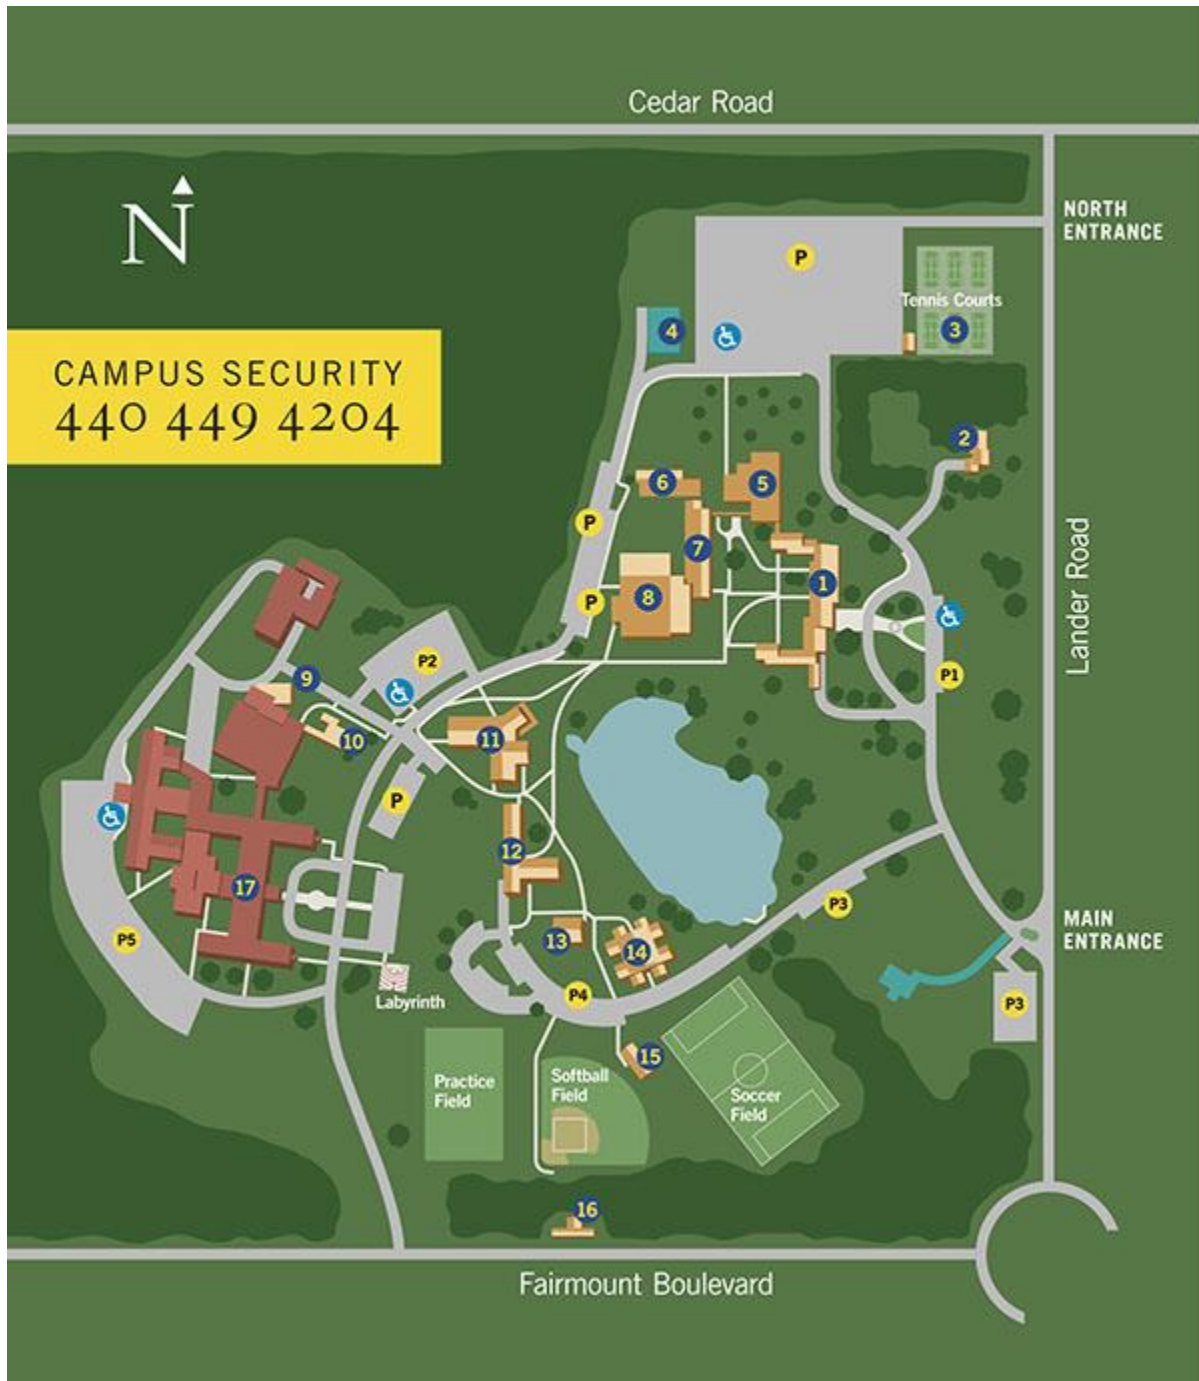 Cedar Road
N
NORTH
ENTRANCE
P
Tennis Courts
4
3
CAMPUS SECURITY
440 449 4204
2
6
5
P
7
Lander Road
1
8
P
P2
P1
9
10
11
P
12
17
P3
P5
13
14
MAIN
ENTRANCE
P4
Labyrinth
P3
15
Practice
Field
Softball
Field
Soccer
Field
16
Fairmount Boulevard